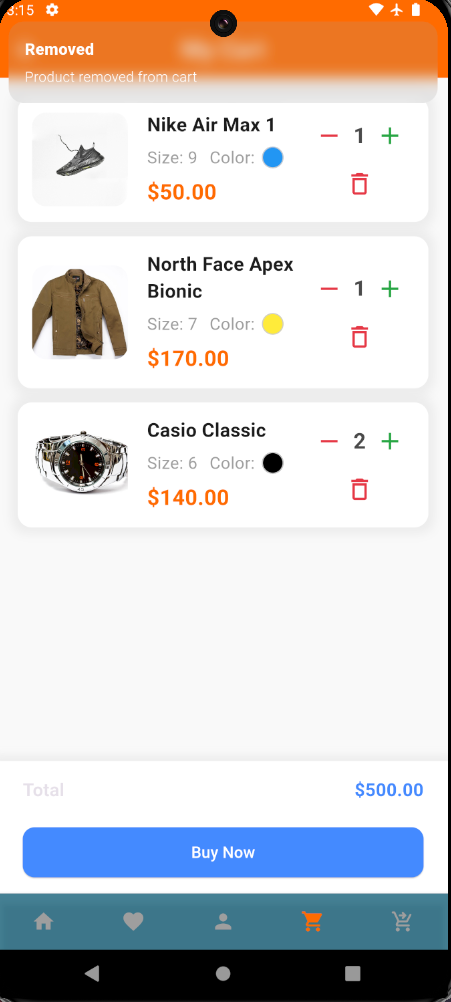 3:15
Removed
My Cart
Product removed from cart
Nike Air Max 1
1
Size: 9 Color:
$50.00
North Face Apex
Bionic
1
Size: 7 Color:
$170.00
Casio Classic
2
Size: 6 Color:
$140.00
Total
$500.00
Buy Now